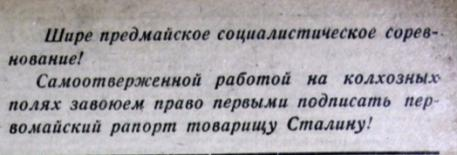 Шире предмайское социалистическое сорев-
нование!
Самоотверженной работой на колхозных
полях завоюем право первыми подписать пер-
вомайский рапорт товарищу Сталину!